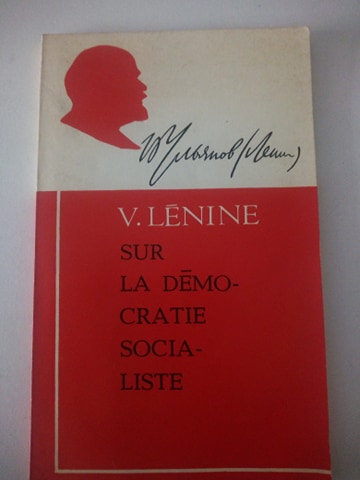 В Ульянов (Ленин)
V. LÉNINE
SUR
LA DÉMO-
CRATIE
SOCIA-
LISTE